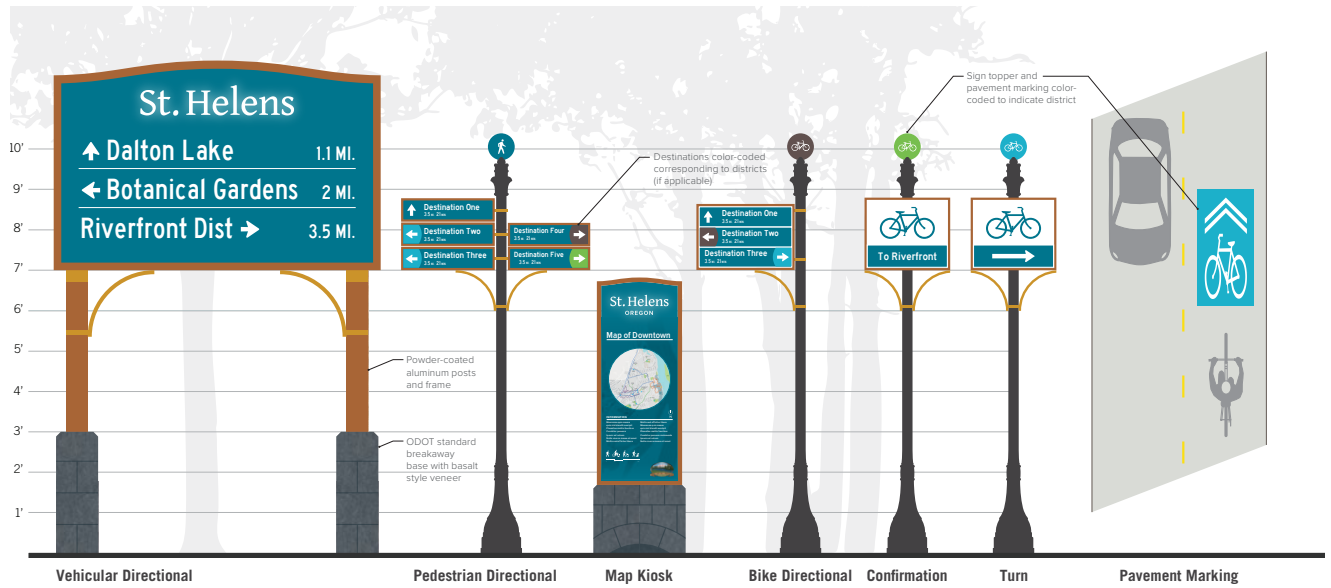 St. Helens
Dalton Lake 1.1 MI.
Botanical Gardens 2 MI.
Riverfront Dist 3.5 MI.
10'
9'
8'
7'
6'
5'
4'
3'
2'
1'
Powder-coated
aluminum posts
and frame
ODOT standard
breakaway
base with basalt
style veneer
Destination One
Destination Two
Destination Three
Destination Four
Destination Five
Destinations color-coded
corresponding to districts
(if applicable)
St. Helens
OREGON
Map of Downtown
Destination One
Destination Two
Destination Three
To Riverfront
Sign topper and
pavement marking color-
coded to indicate district
Vehicular Directional
Pedestrian Directional
Map Kiosk
Bike Directional
Confirmation
Turn
Pavement Marking